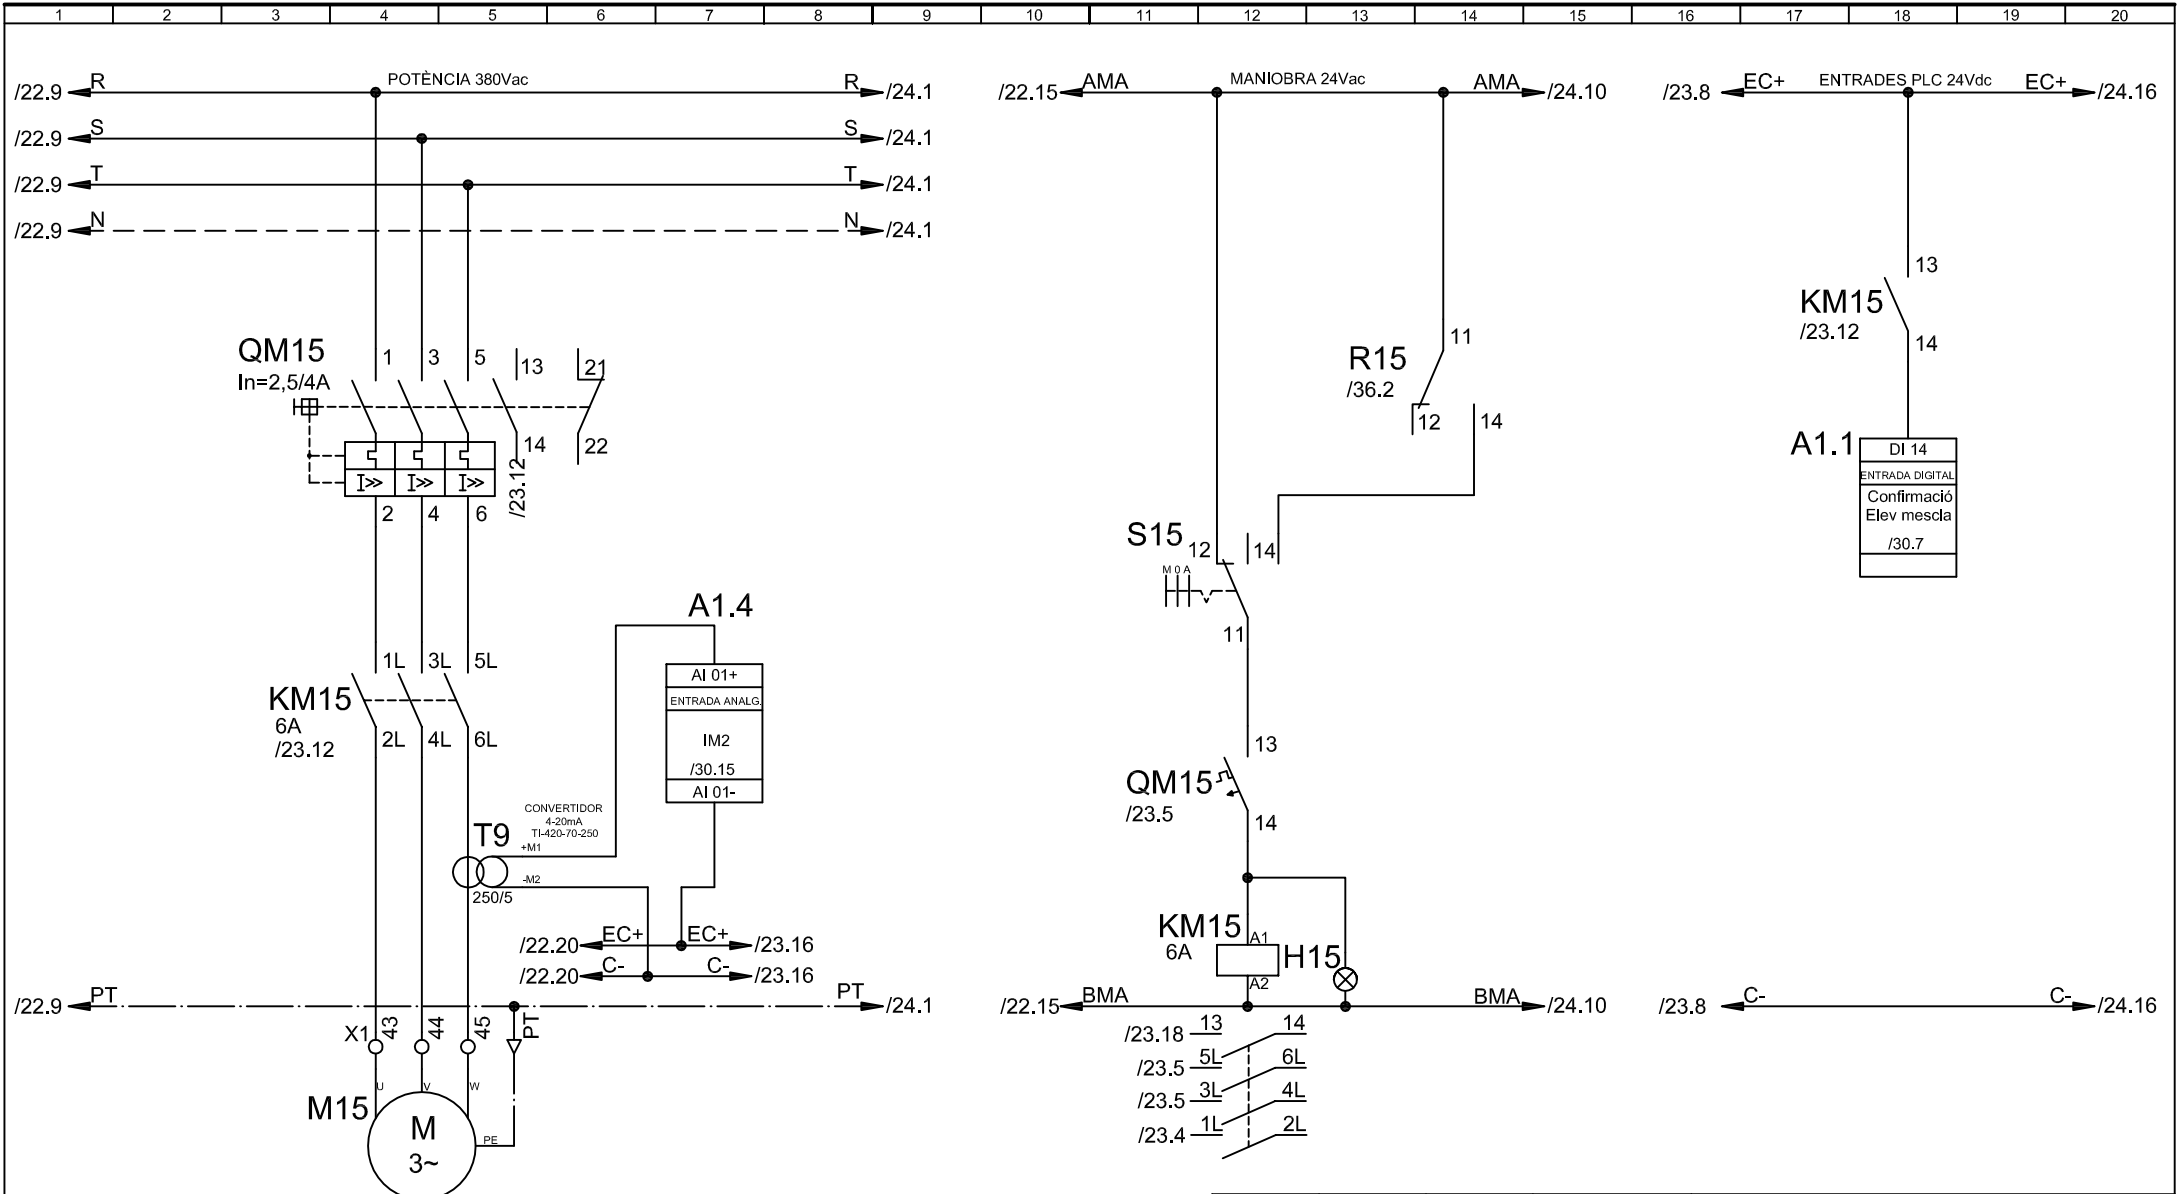 1 2 3 4 5 6 7 8 9 10 11 12 13 14 15 16 17 18 19 20
/22.9 R POTÈNCIA 380Vac R /24.1
/22.15 AMA MANIOBRA 24Vac AMA /24.10
/23.8 EC+ ENTRADES PLC 24Vdc EC+ /24.16
/22.9 S S /24.1
/22.9 T T /24.1
/22.9 N N /24.1
QM15
In=2,5/4A
1 3 5 13 21
14 22
/23.12
I>> I>> I>>
2 4 6
KM15
6A
/23.12
1L 3L 5L
2L 4L 6L
A1.4
AI 01+
ENTRADA ANALG.
IM2
/30.15
AI 01-
CONVERTIDOR
4-20mA
TI-420-70-250
T9
+M1
-M2
250/5
/22.20 EC+ EC+ /23.16
/22.20 C- C- /23.16
/22.9 PT PT /24.1
X1 43 44 45 PT
U V W
M15
M
3~
PE
R15
/36.2
11
12 14
S15
12 14
M 0 A
11
13
QM15
/23.5
14
KM15
6A
A1
A2
H15
/22.15 BMA BMA /24.10
/23.18 13 14
/23.5 5L 6L
/23.5 3L 4L
/23.4 1L 2L
13
KM15
/23.12
14
A1.1
DI 14
ENTRADA DIGITAL
Confirmació
Elev mescla
/30.7
/23.8 C- C- /24.16